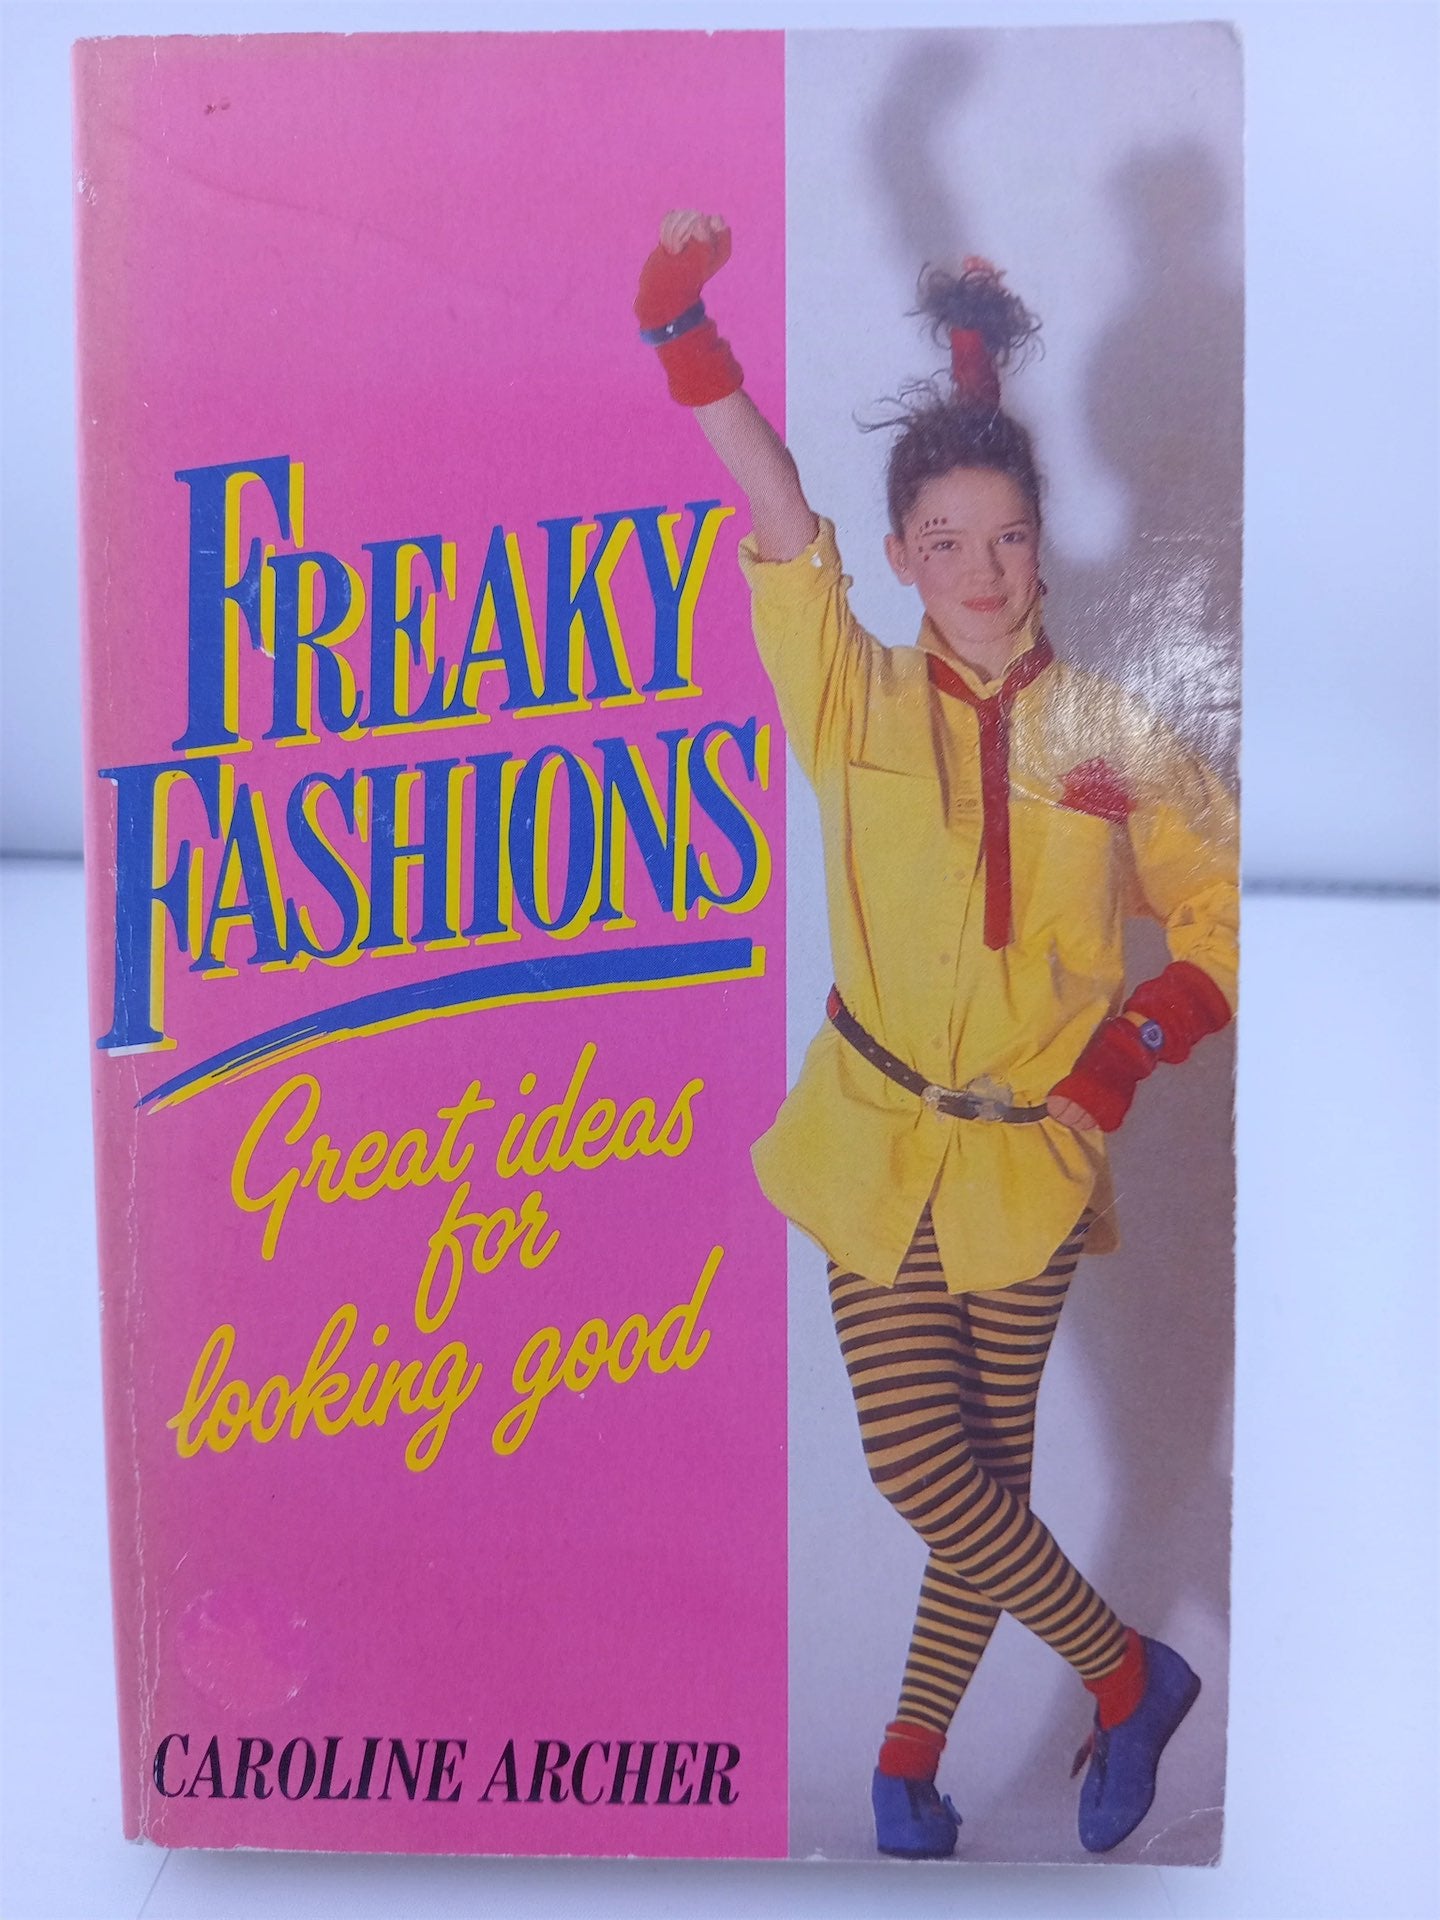 FREAKY
FASHIONS
Great ideas
for
looking good
CAROLINE ARCHER